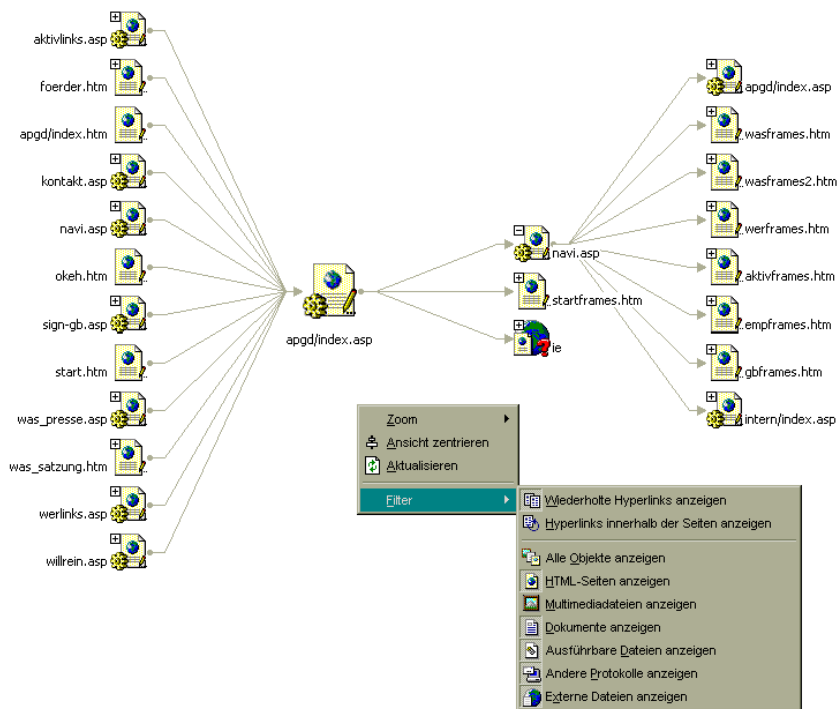 aktivlinks.asp
foerder.htm
apgd/index.htm
kontakt.asp
navi.asp
okeh.htm
sign-gb.asp
start.htm
was_presse.asp
was_satzung.htm
werlinks.asp
willrein.asp
apgd/index.asp
navi.asp
startframes.htm
ie
apgd/index.asp
wasframes.htm
wasframes2.htm
werframes.htm
aktivframes.htm
empframes.htm
gbframes.htm
intern/index.asp
Zoom
Ansicht zentrieren
Aktualisieren
Filter
Wiederholte Hyperlinks anzeigen
Hyperlinks innerhalb der Seiten anzeigen
Alle Objekte anzeigen
HTML-Seiten anzeigen
Multimediadateien anzeigen
Dokumente anzeigen
Ausführbare Dateien anzeigen
Andere Protokolle anzeigen
Externe Dateien anzeigen